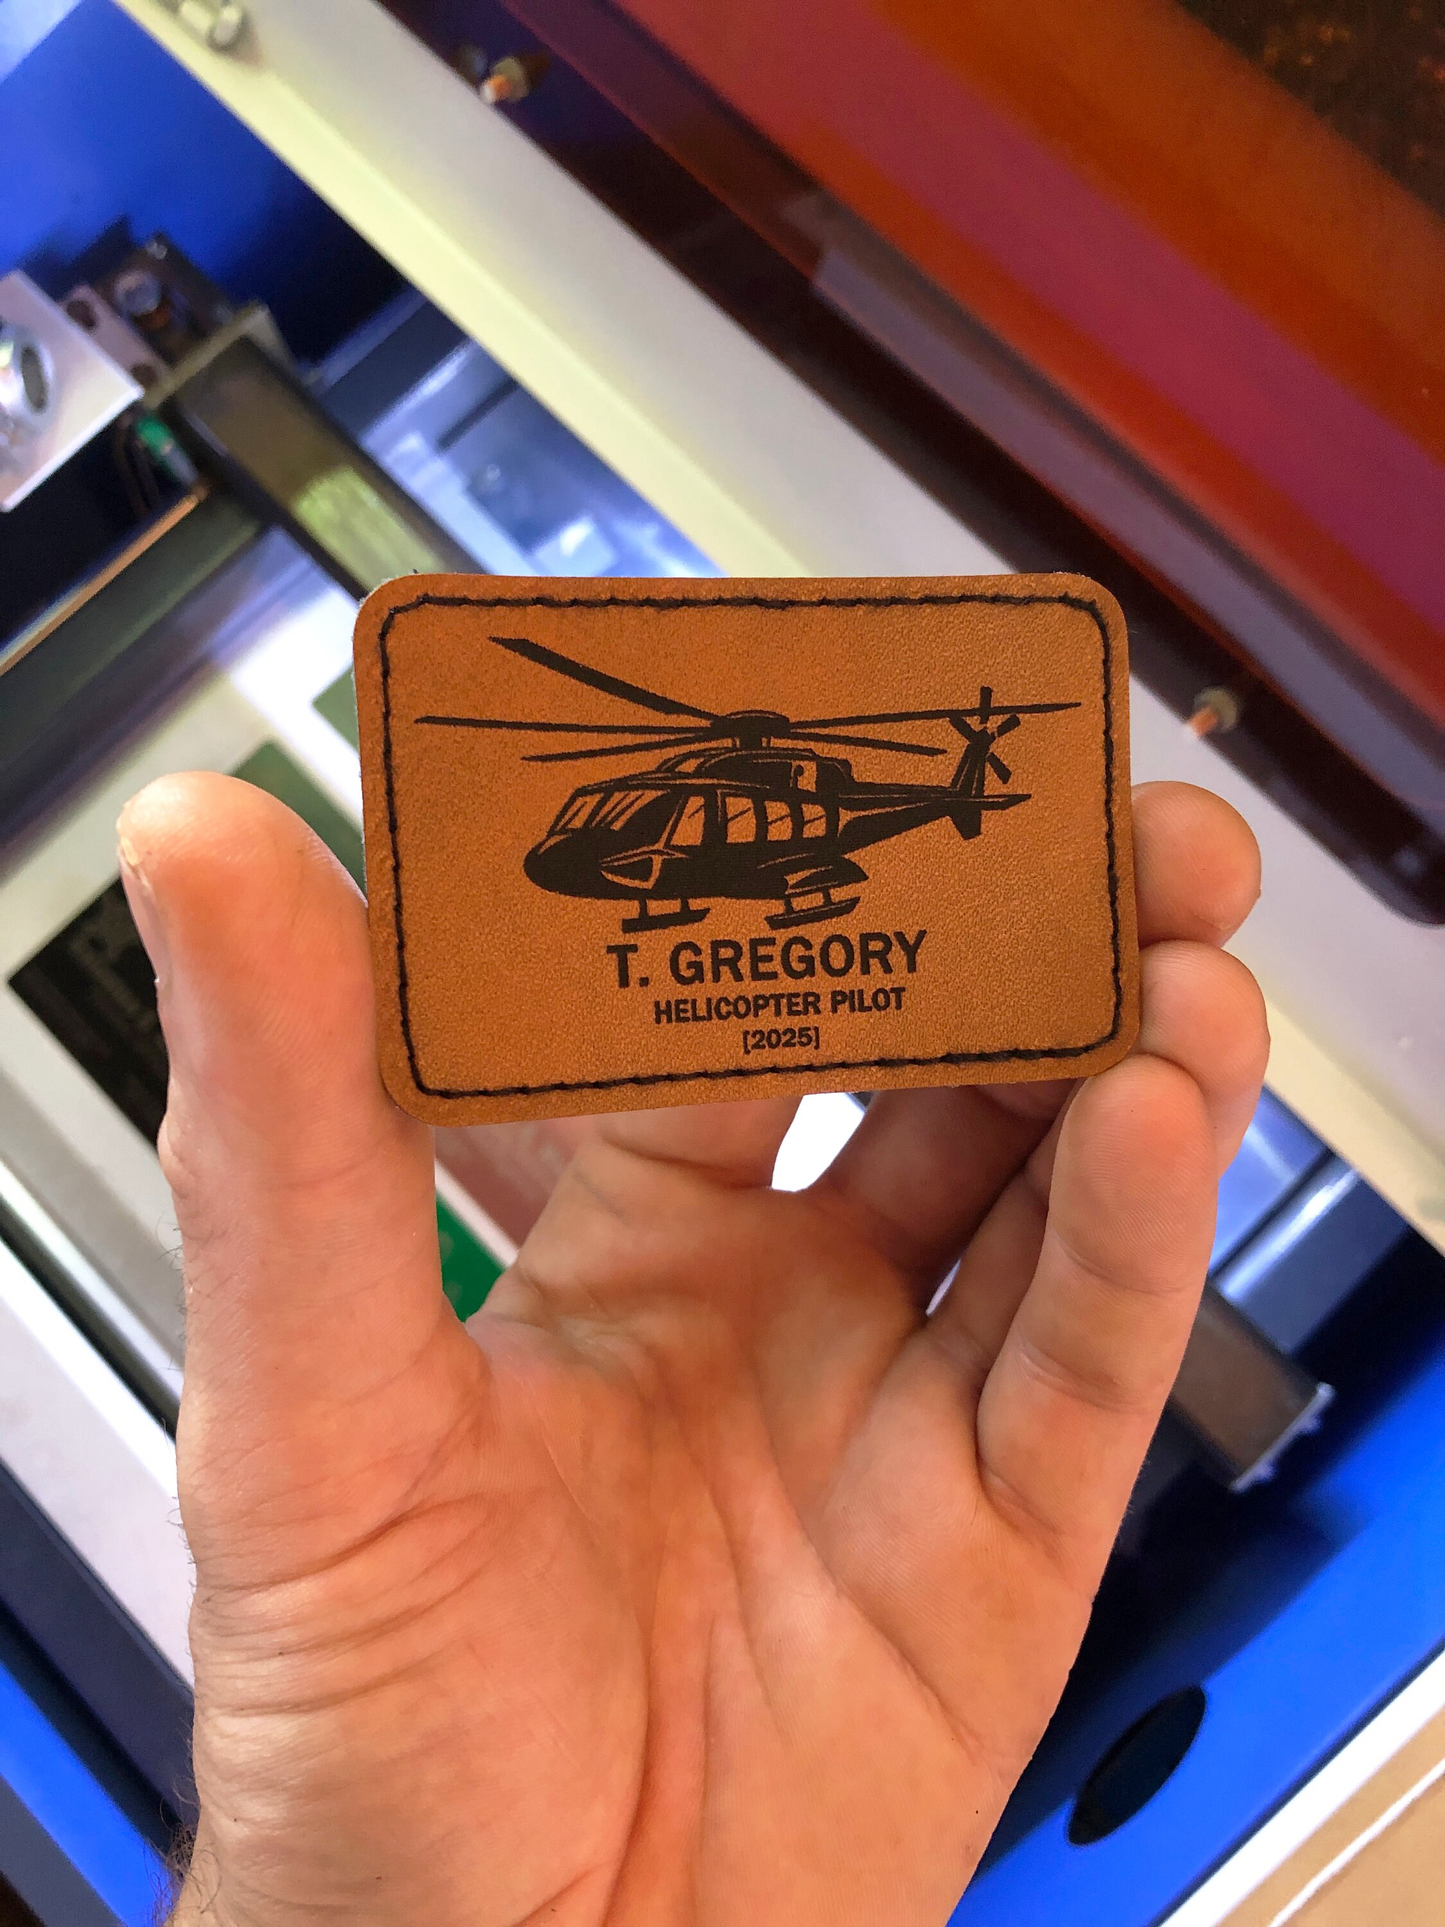 T. GREGORY
HELICOPTER PILOT
[2025]